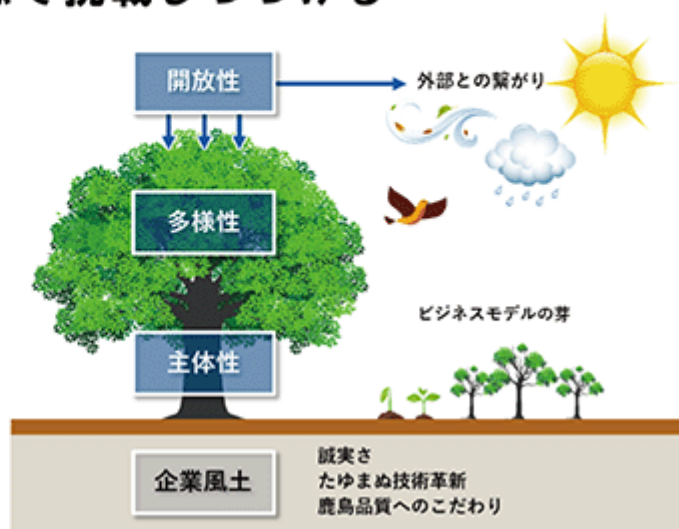 開放性
外部との繋がり
多様性
ビジネスモデルの芽
主体性
企業風土
誠実さ
たゆまぬ技術革新
鹿島品質へのこだわり